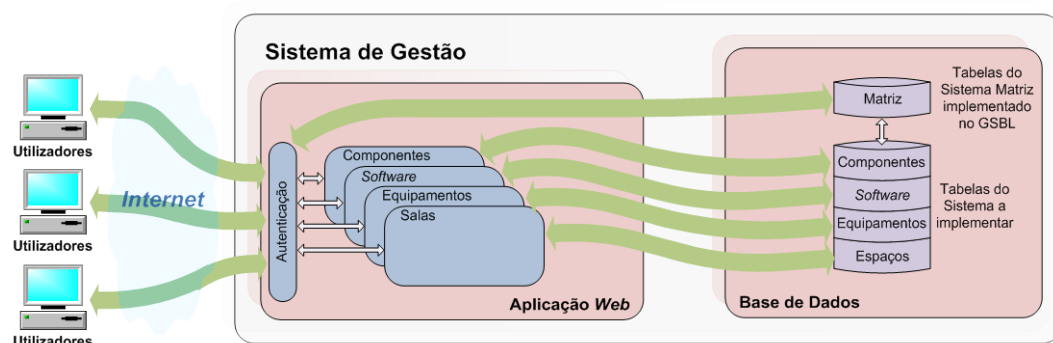 Sistema de Gestão
Utilizadores
Utilizadores
Utilizadores
Internet
Autenticação
Componentes
Software
Equipamentos
Salas
Aplicação Web
Matriz
Componentes
Software
Equipamentos
Espaços
Base de Dados
Tabelas do
Sistema Matriz
implementado
no GSBL
Tabelas do
Sistema a
implementar